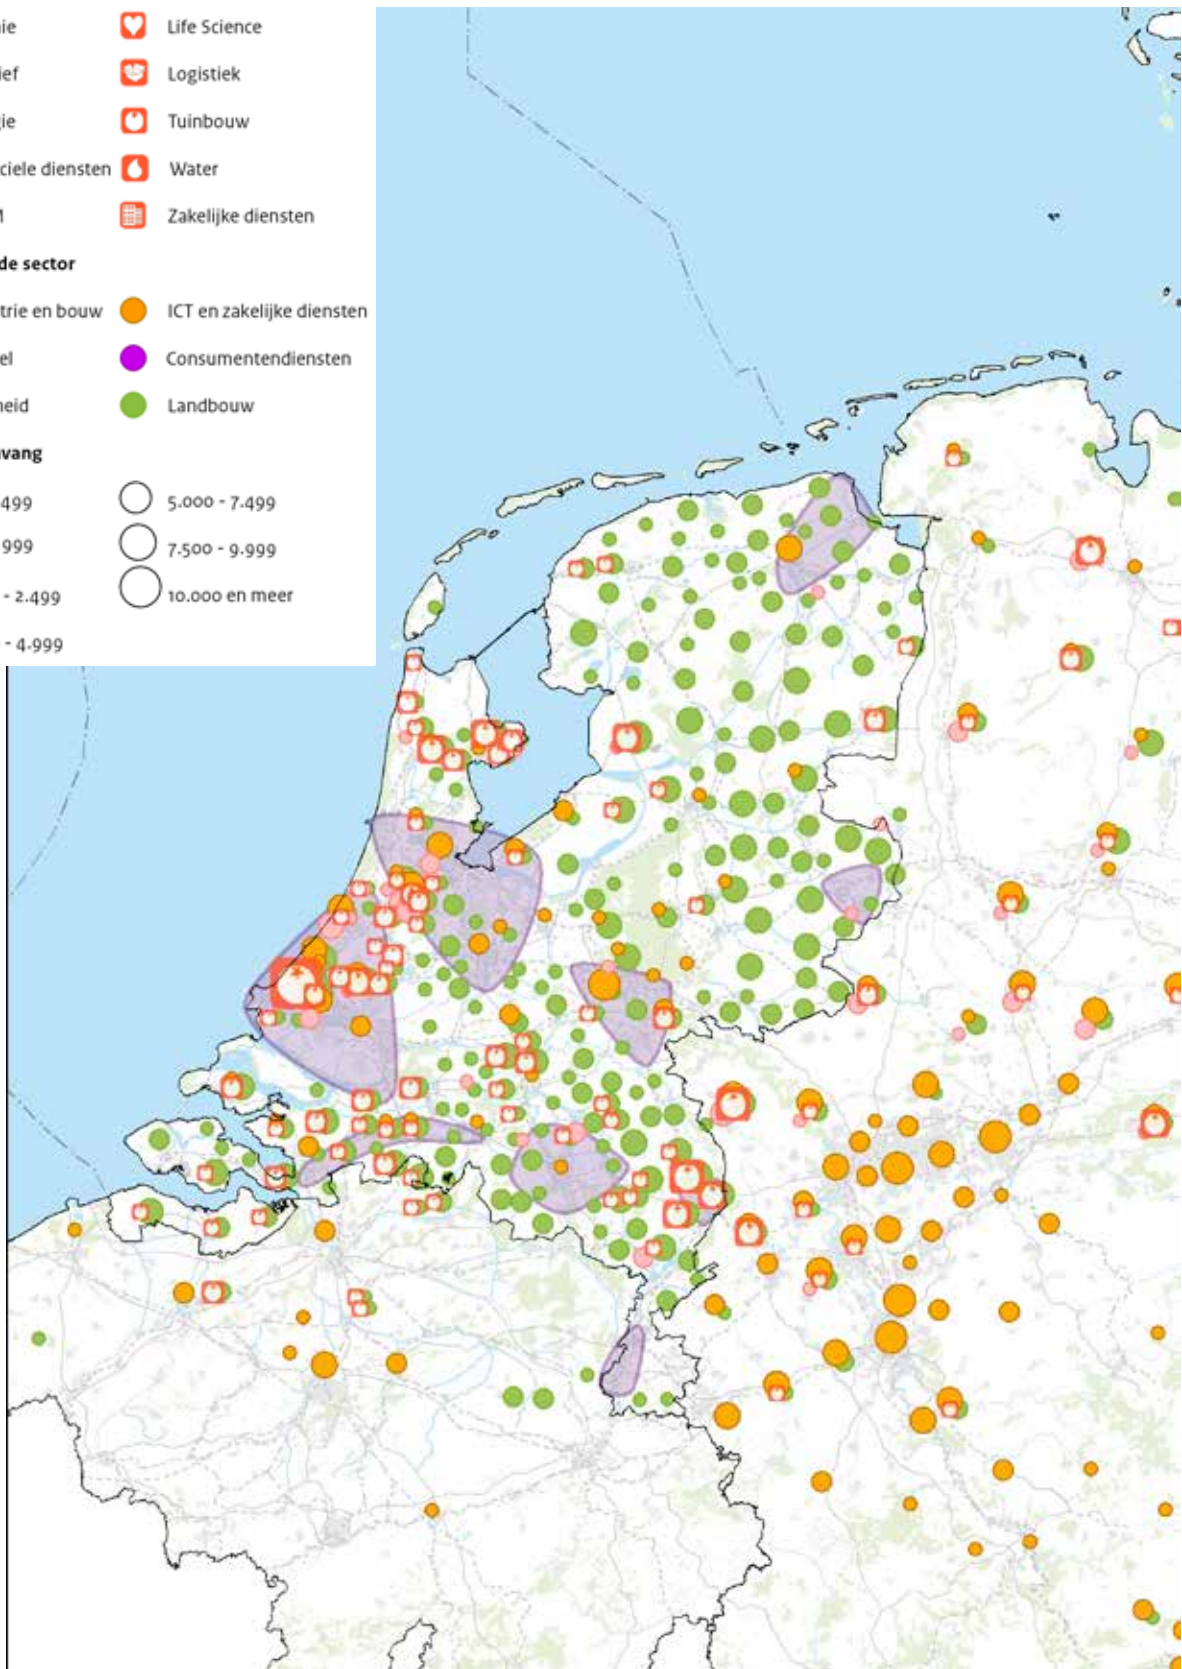 ie
Life Science
ief
Logistiek
gie
Tuinbouw
ciele diensten
Water
M
Zakelijke diensten
de sector
trie en bouw
ICT en zakelijke diensten
el
Consumentendiensten
heid
Landbouw
vang
499
5.000 - 7.499
999
7.500 - 9.999
- 2.499
10.000 en meer
- 4.999